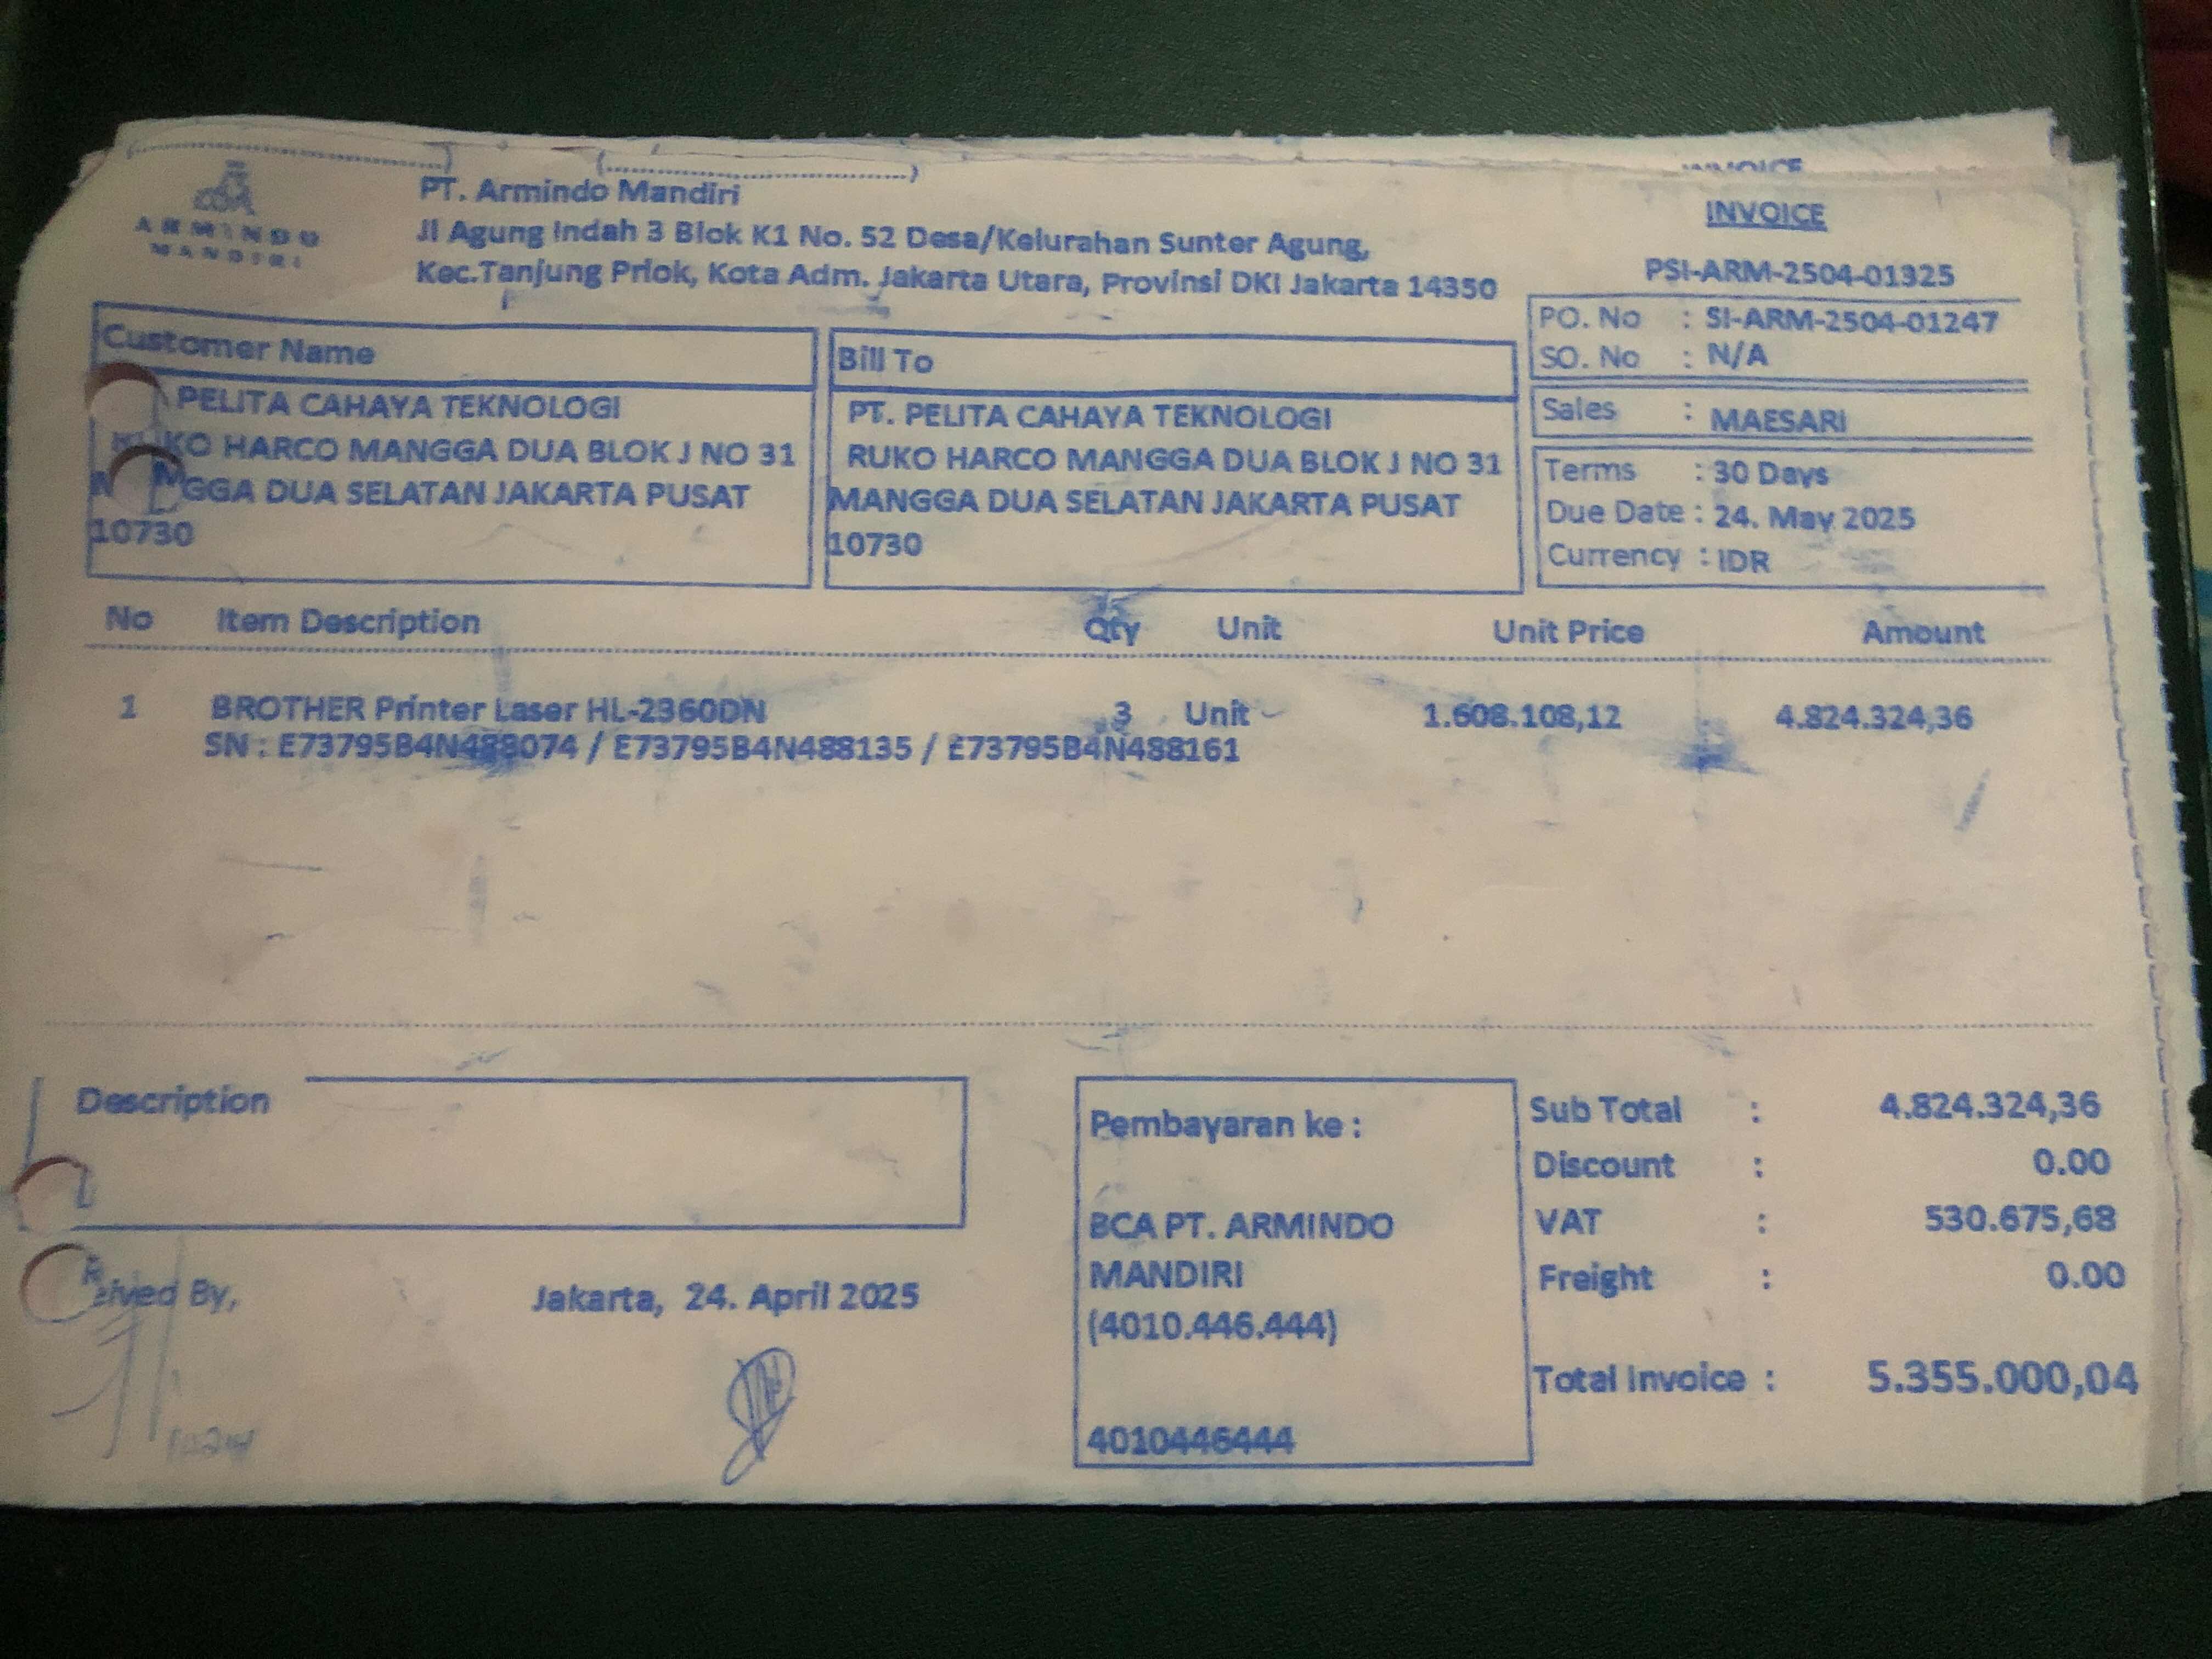 ARMINDO
MANDIRI
PT. Armindo Mandiri
Jl Agung Indah 3 Blok K1 No. 52 Desa/Kelurahan Sunter Agung,
Kec.Tanjung Priok, Kota Adm. Jakarta Utara, Provinsi DKI Jakarta 14350
INVOICE
INVOICE
PSI-ARM-2504-01325
PO. No : SI-ARM-2504-01247
SO. No : N/A
Sales : MAESARI
Terms : 30 Days
Due Date : 24. May 2025
Currency : IDR
Customer Name
PELITA CAHAYA TEKNOLOGI
KO HARCO MANGGA DUA BLOK J NO 31
GGA DUA SELATAN JAKARTA PUSAT
10730
Bill To
PT. PELITA CAHAYA TEKNOLOGI
RUKO HARCO MANGGA DUA BLOK J NO 31
MANGGA DUA SELATAN JAKARTA PUSAT
10730
No Item Description Qty Unit Unit Price Amount
1 BROTHER Printer Laser HL-2360DN 3 Unit 1.608.108,12 4.824.324,36
SN : E73795B4N488074 / E73795B4N488135 / E73795B4N488161
Description
eived By,
Jakarta, 24. April 2025
Pembayaran ke :
BCA PT. ARMINDO
MANDIRI
(4010.446.444)
4010446444
Sub Total : 4.824.324,36
Discount : 0.00
VAT : 530.675,68
Freight : 0.00
Total Invoice : 5.355.000,04